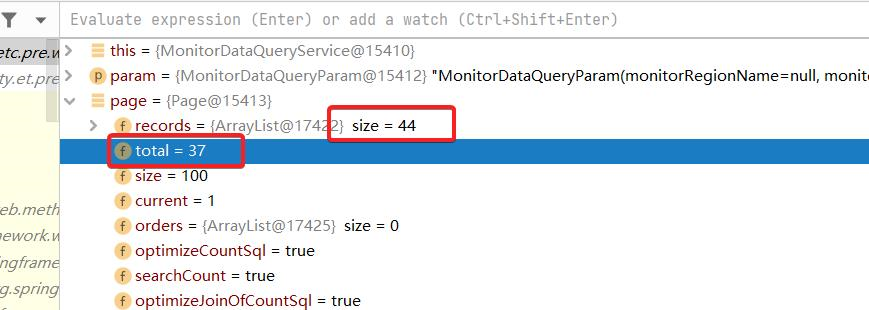 Evaluate expression (Enter) or add a watch (Ctrl+Shift+Enter)
etc.pre.w
this = {MonitorDataQueryService@15410}
ty.et.pre
param = {MonitorDataQueryParam@15412} "MonitorDataQueryParam(monitorRegionName=null, monito
page = {Page@15413}
records = {ArrayList@17422} size = 44
total = 37
size = 100
current = 1
eb.meth
orders = {ArrayList@17425} size = 0
nework.w
optimizeCountSql = true
ingframe
searchCount = true
rg.spring
optimizeJoinOfCountSql = true